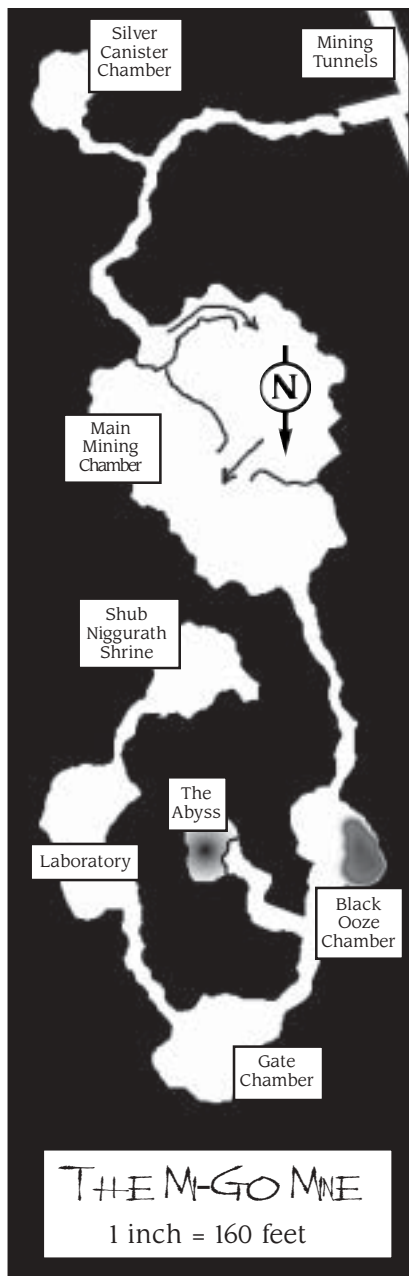 Silver
Canister
Chamber
Mining
Tunnels
N
Main
Mining
Chamber
Shub
Niggurath
Shrine
The
Abyss
Laboratory
Black
Ooze
Chamber
Gate
Chamber
THE MI-GO MINE
1 inch = 160 feet